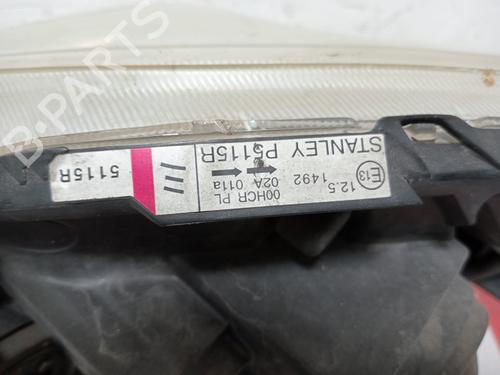 B-PARTS
STANLEY P5115R
E13
12.5
1492
00HCR PL
02A 011a
5115R